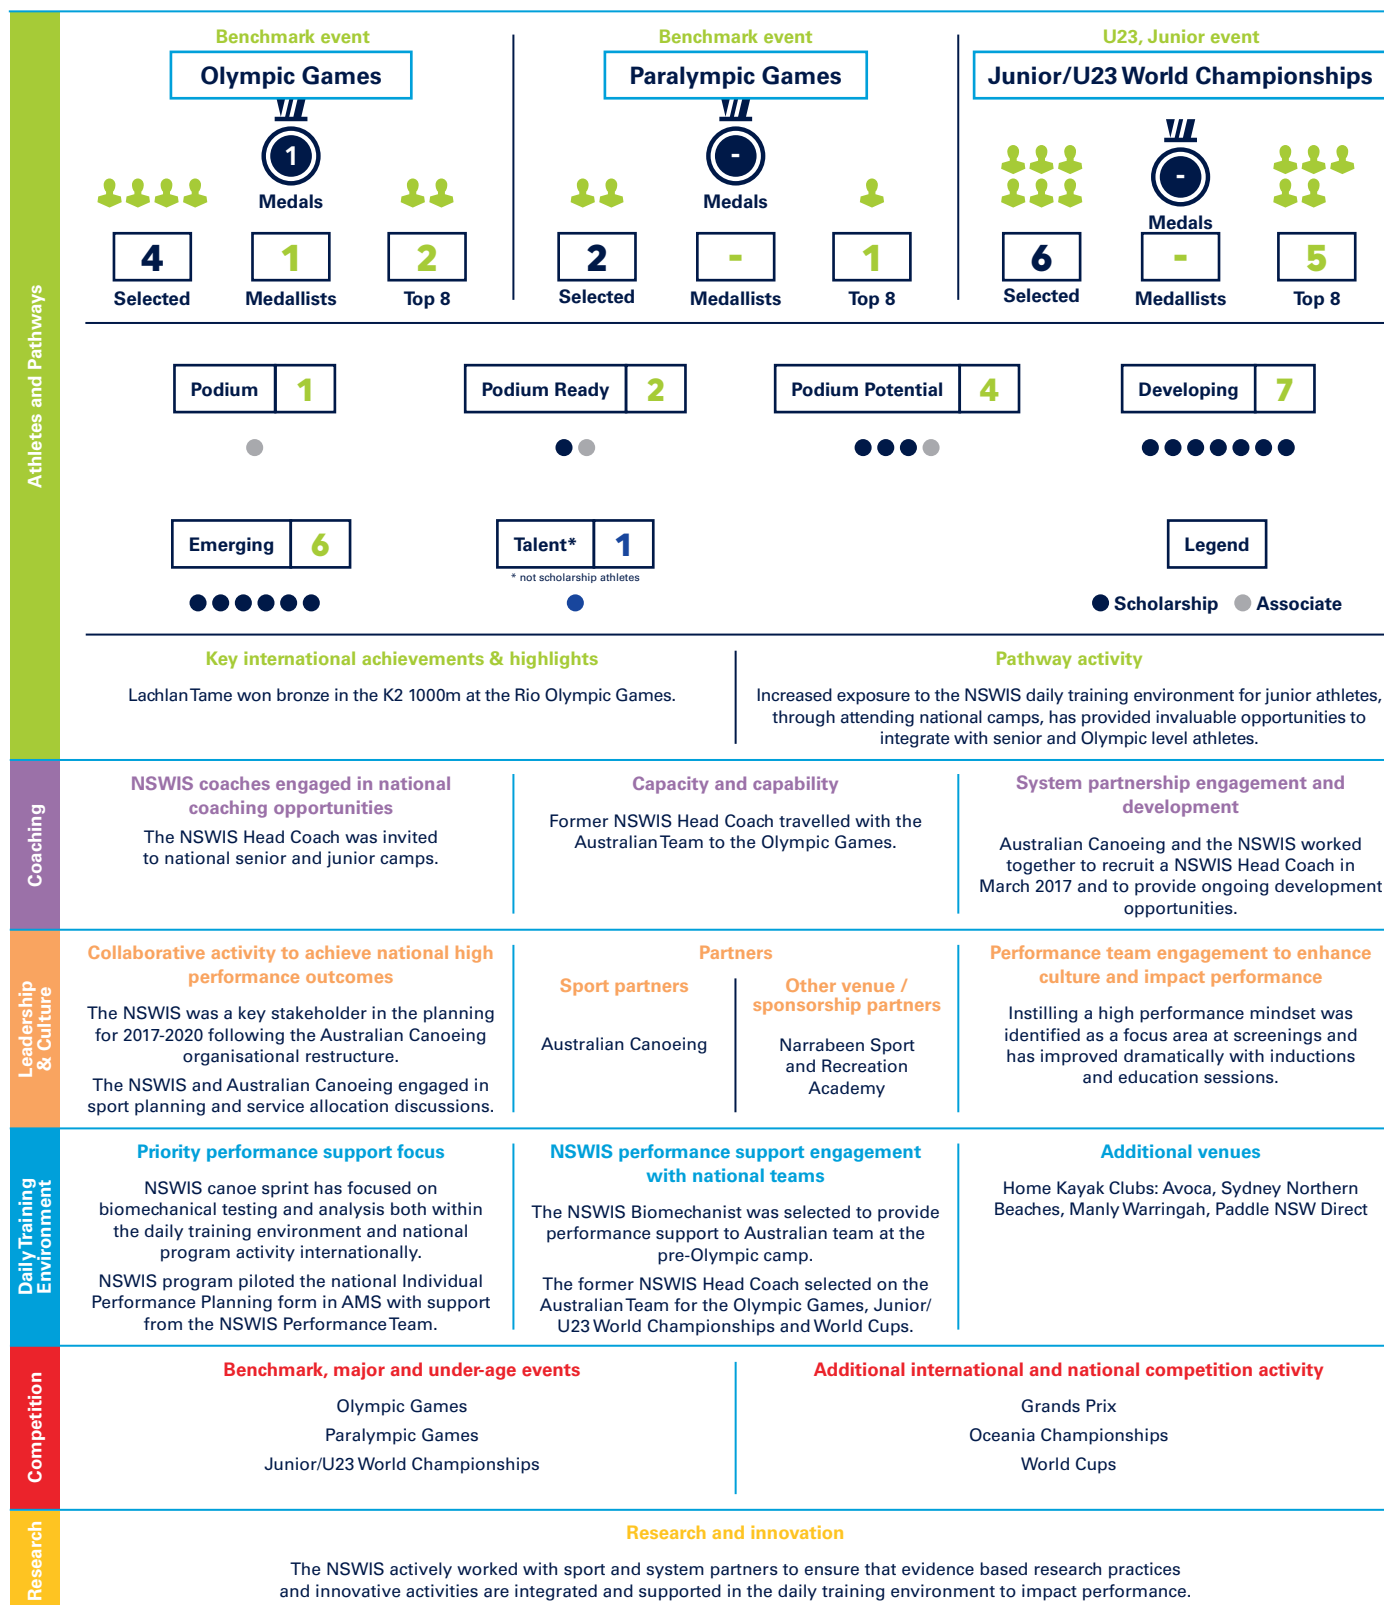 Athletes and Pathways
Benchmark event
Olympic Games
1
Medals
4
Selected
1
Medallists
2
Top 8
Benchmark event
Paralympic Games
-
Medals
2
Selected
-
Medallists
1
Top 8
U23, Junior event
Junior/U23 World Championships
-
Medals
6
Selected
-
Medallists
5
Top 8
Podium 1
Podium Ready 2
Podium Potential 4
Developing 7
Emerging 6
Talent* 1
* not scholarship athletes
Legend
Scholarship Associate
Key international achievements & highlights
Lachlan Tame won bronze in the K2 1000m at the Rio Olympic Games.
Pathway activity
Increased exposure to the NSWIS daily training environment for junior athletes,
through attending national camps, has provided invaluable opportunities to
integrate with senior and Olympic level athletes.
Coaching
NSWIS coaches engaged in national
coaching opportunities
The NSWIS Head Coach was invited
to national senior and junior camps.
Capacity and capability
Former NSWIS Head Coach travelled with the
Australian Team to the Olympic Games.
System partnership engagement and
development
Australian Canoeing and the NSWIS worked
together to recruit a NSWIS Head Coach in
March 2017 and to provide ongoing development
opportunities.
Leadership
& Culture
Collaborative activity to achieve national high
performance outcomes
The NSWIS was a key stakeholder in the planning
for 2017-2020 following the Australian Canoeing
organisational restructure.
The NSWIS and Australian Canoeing engaged in
sport planning and service allocation discussions.
Partners
Sport partners
Australian Canoeing
Other venue /
sponsorship partners
Narrabeen Sport
and Recreation
Academy
Performance team engagement to enhance
culture and impact performance
Instilling a high performance mindset was
identified as a focus area at screenings and
has improved dramatically with inductions
and education sessions.
Daily Training
Environment
Priority performance support focus
NSWIS canoe sprint has focused on
biomechanical testing and analysis both within
the daily training environment and national
program activity internationally.
NSWIS program piloted the national Individual
Performance Planning form in AMS with support
from the NSWIS Performance Team.
NSWIS performance support engagement
with national teams
The NSWIS Biomechanist was selected to provide
performance support to Australian team at the
pre-Olympic camp.
The former NSWIS Head Coach selected on the
Australian Team for the Olympic Games, Junior/
U23 World Championships and World Cups.
Additional venues
Home Kayak Clubs: Avoca, Sydney Northern
Beaches, Manly Warringah, Paddle NSW Direct
Competition
Benchmark, major and under-age events
Olympic Games
Paralympic Games
Junior/U23 World Championships
Additional international and national competition activity
Grands Prix
Oceania Championships
World Cups
Research
Research and innovation
The NSWIS actively worked with sport and system partners to ensure that evidence based research practices
and innovative activities are integrated and supported in the daily training environment to impact performance.